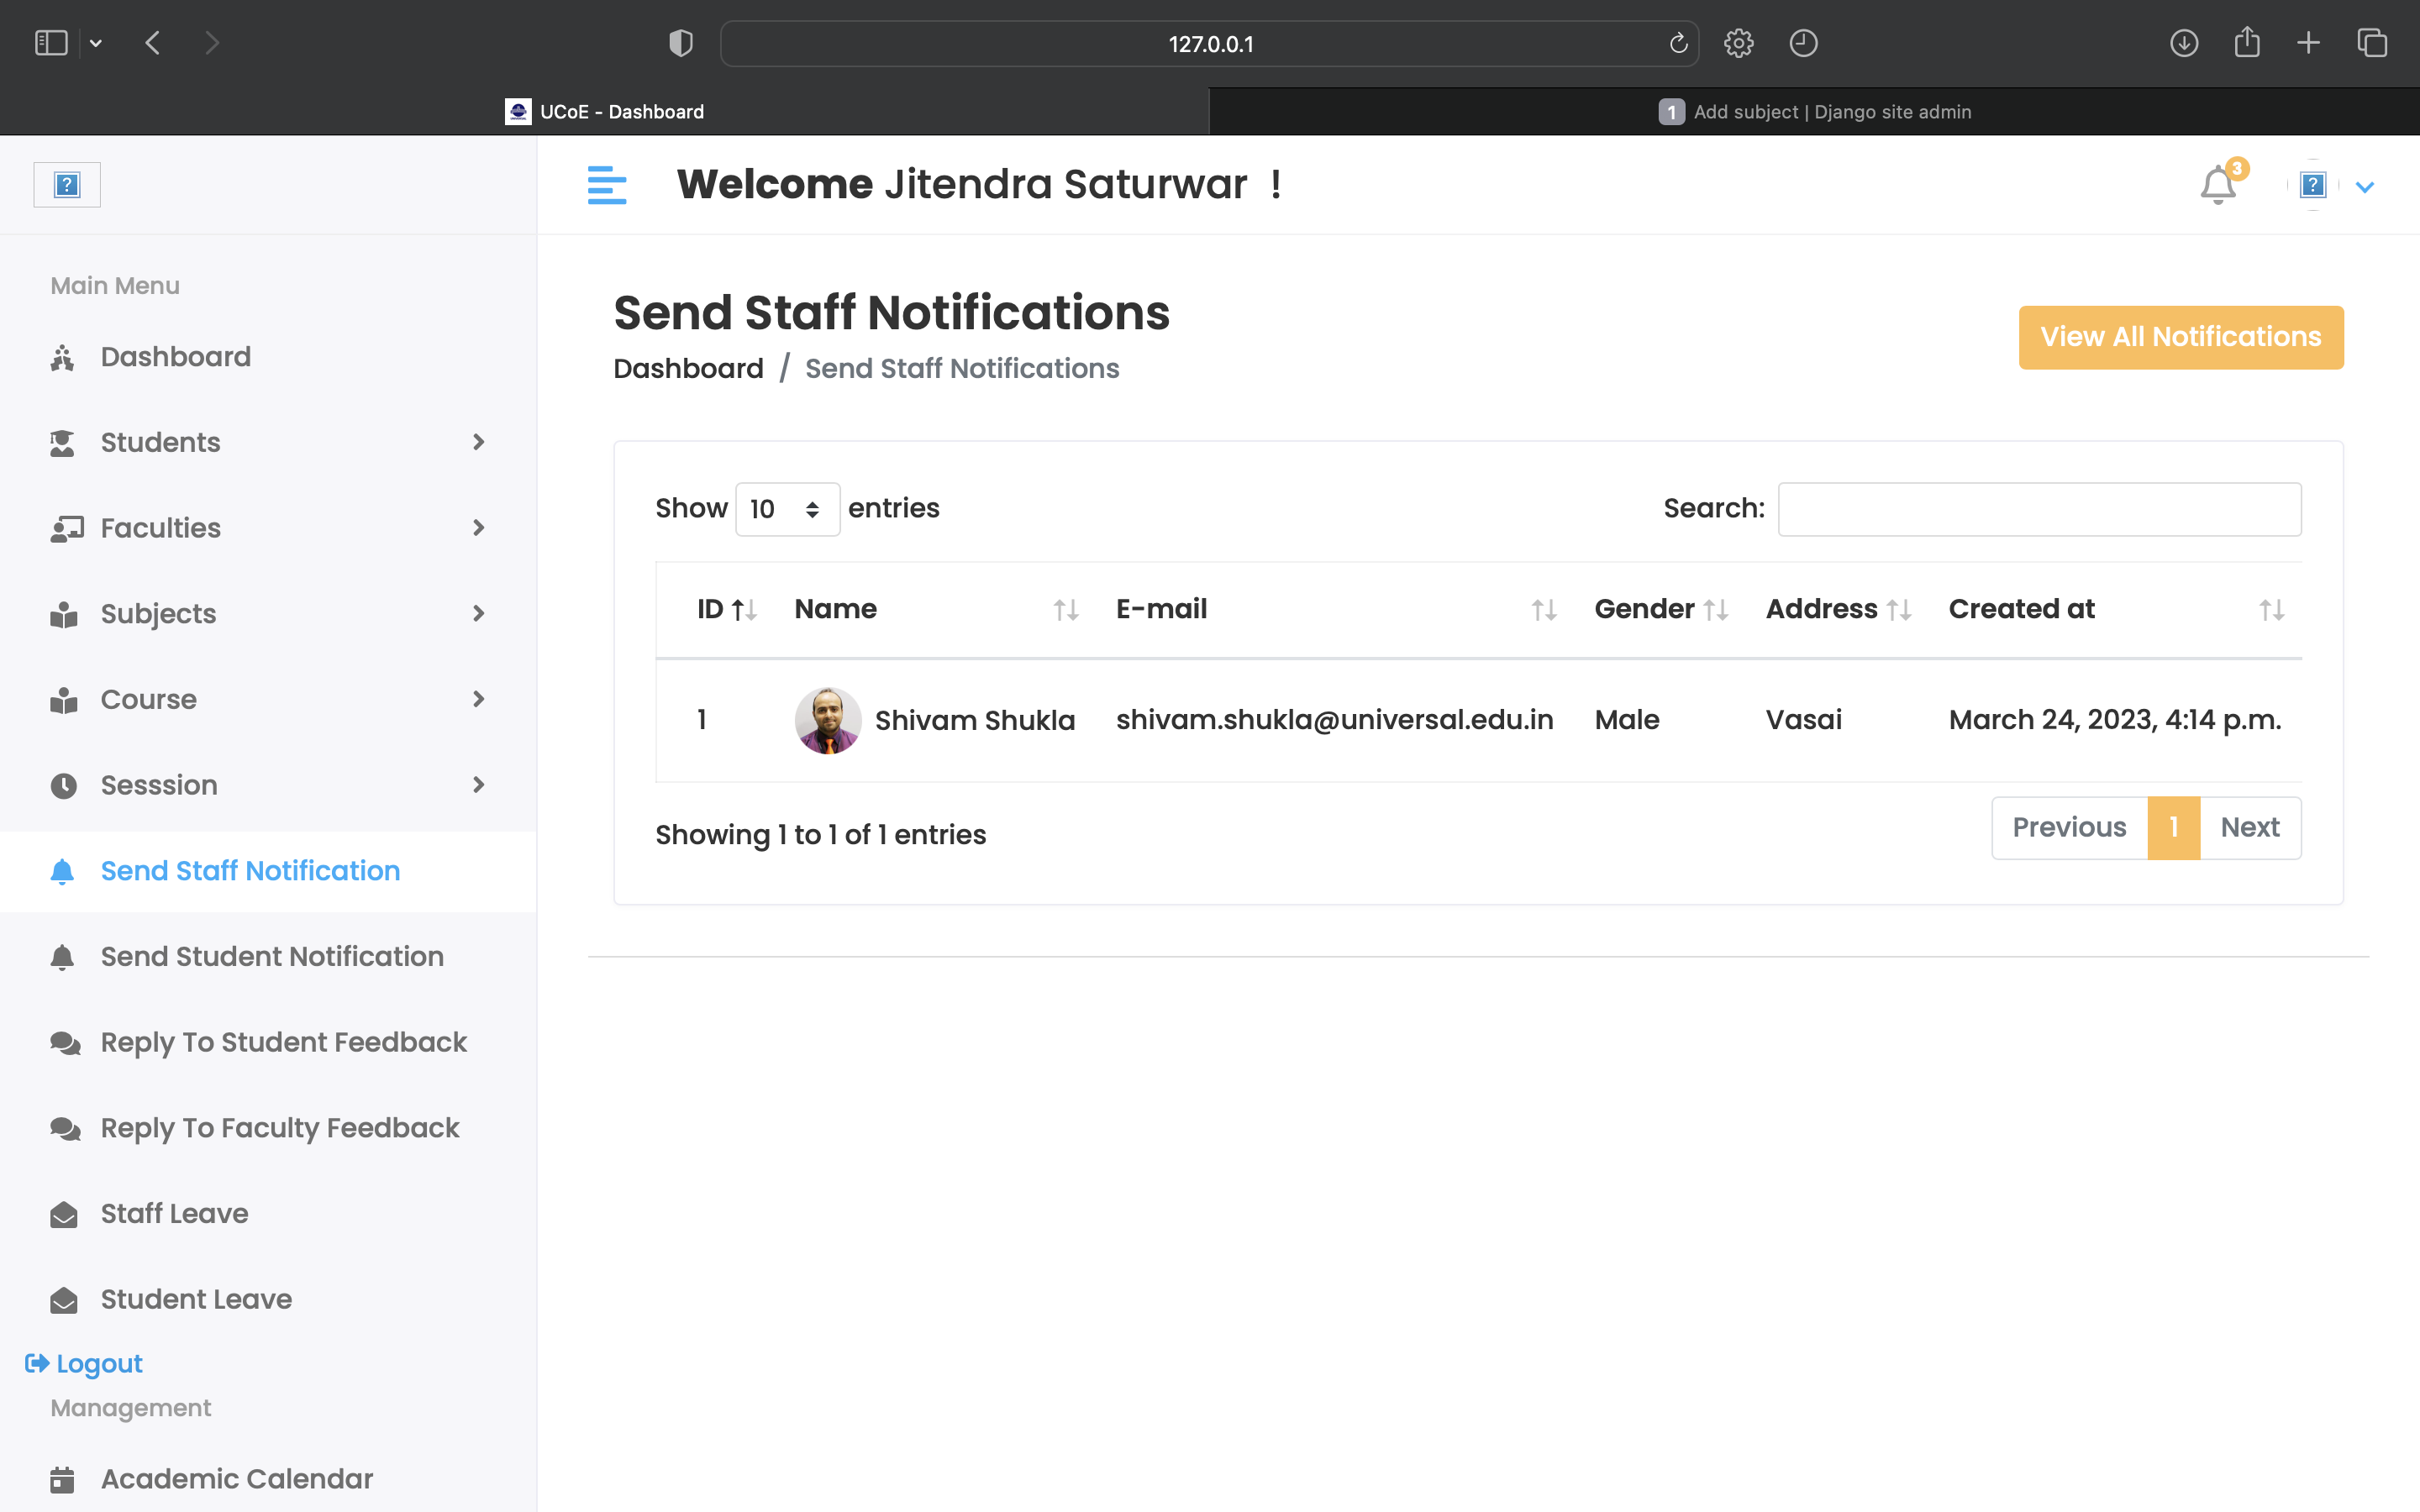 127.0.0.1
UCoE - Dashboard
1 Add subject | Django site admin
Welcome Jitendra Saturwar !
3
Main Menu
Dashboard
Students
Faculties
Subjects
Course
Sesssion
Send Staff Notification
Send Student Notification
Reply To Student Feedback
Reply To Faculty Feedback
Staff Leave
Student Leave
Logout
Management
Academic Calendar
Send Staff Notifications
Dashboard / Send Staff Notifications
View All Notifications
Show 10 entries
Search:
ID Name E-mail Gender Address Created at
1 Shivam Shukla shivam.shukla@universal.edu.in Male Vasai March 24, 2023, 4:14 p.m.
Showing 1 to 1 of 1 entries
Previous 1 Next